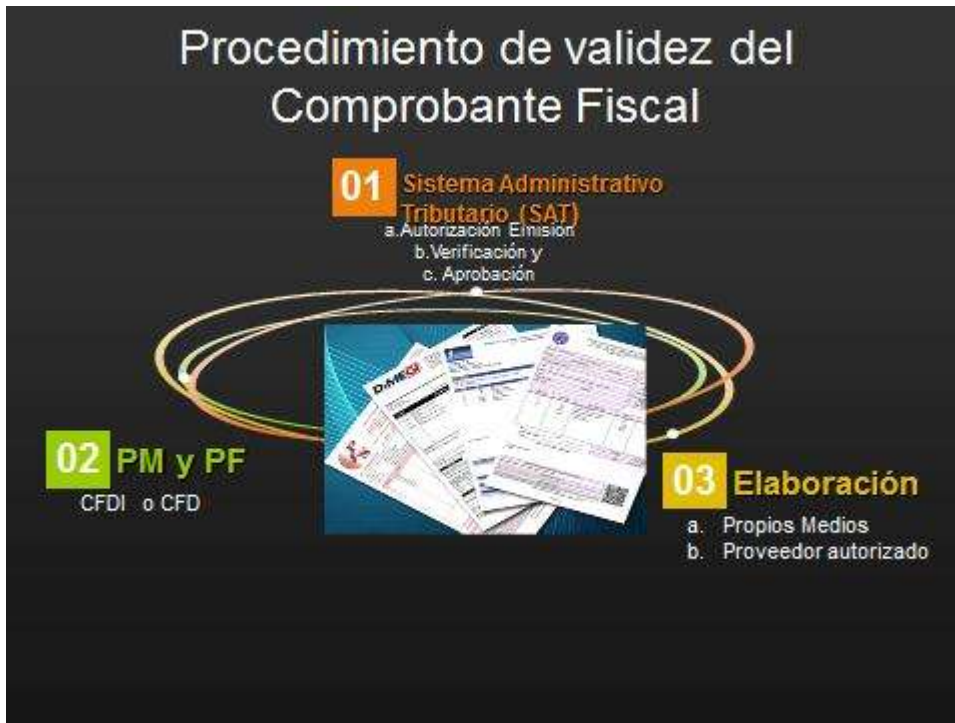 Procedimiento de validez del
Comprobante Fiscal
01
Sistema Administrativo
Tributario (SAT)
a.Autorización Emisión
b.Verificación y
c. Aprobación
02 PM y PF
CFDI o CFD
03 Elaboración
a. Propios Medios
b. Proveedor autorizado